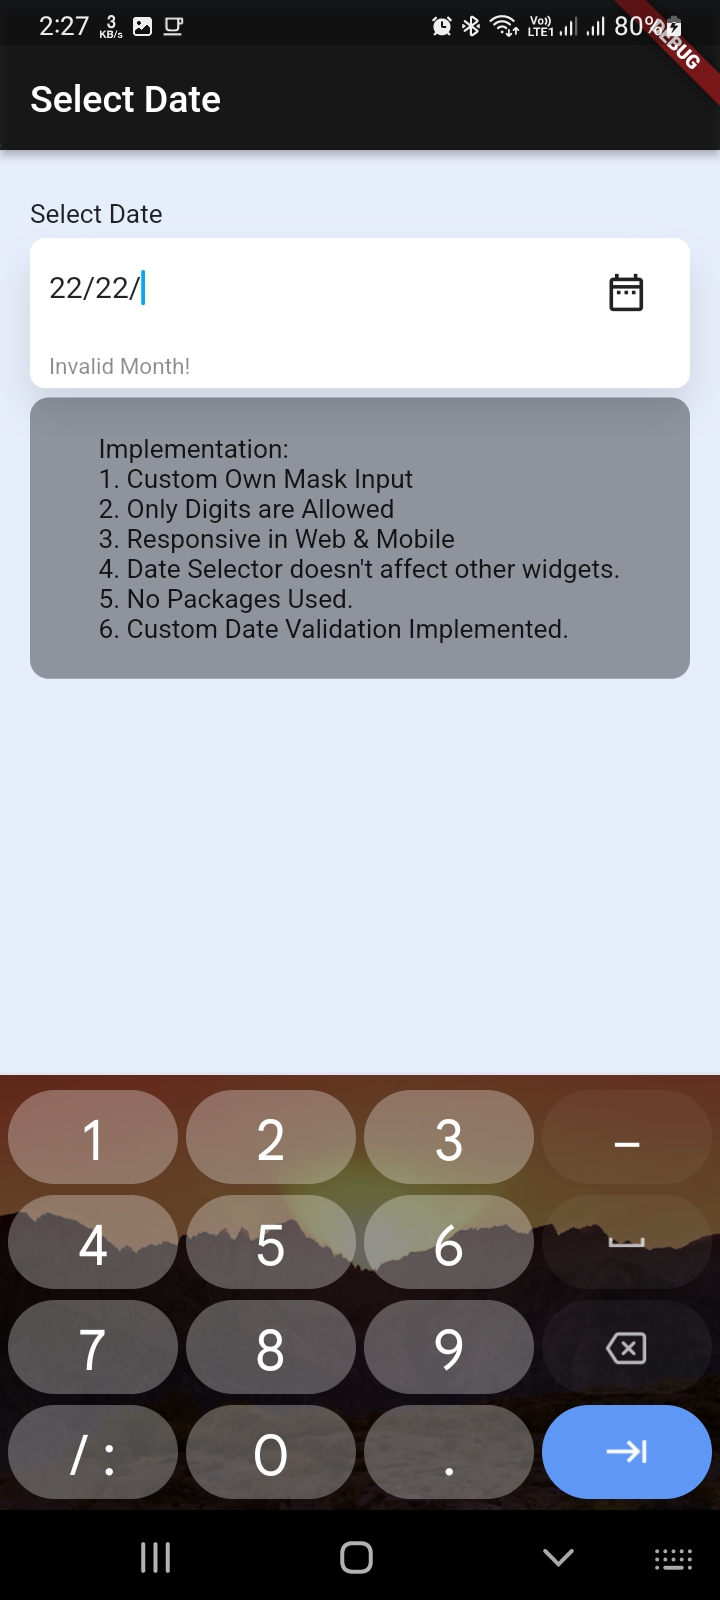 2:27 3 KB/s Vo)) LTE1 80%
DEBUG
Select Date
Select Date
22/22/
Invalid Month!
Implementation:
1. Custom Own Mask Input
2. Only Digits are Allowed
3. Responsive in Web & Mobile
4. Date Selector doesn't affect other widgets.
5. No Packages Used.
6. Custom Date Validation Implemented.
1 2 3 –
4 5 6
7 8 9
/ : 0 .